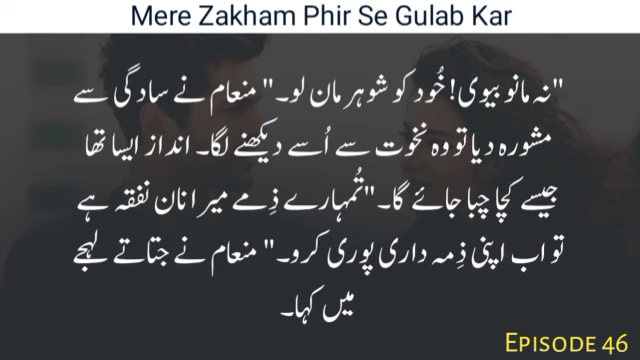 Mere Zakham Phir Se Gulab Kar
"نہ مانو بیوی! خُود کو شوہر مان لو۔" منعام نے سادگی سے
مشورہ دیا تو وہ نخوت سے اُسے دیکھنے لگا۔ انداز ایسا تھا
جیسے کچا چبا جائے گا۔ "تُمہارے ذِمے میرا نان نفقہ ہے
تو اب اپنی ذِمہ داری پوری کرو۔" منعام نے جتاتے لہجے
میں کہا۔
EPISODE 46